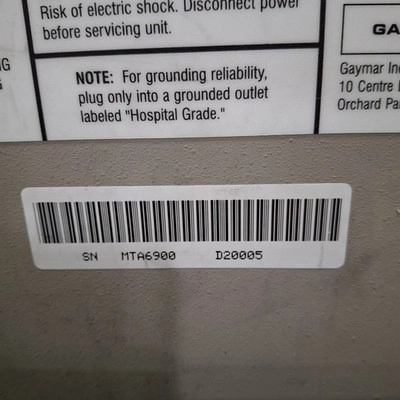 Risk of electric shock. Disconnect power
before servicing unit.
NG
NOTE: For grounding reliability,
plug only into a grounded outlet
labeled "Hospital Grade."
GA
Gaymar In
10 Centre
Orchard Pa
SN MTA6900 D20005